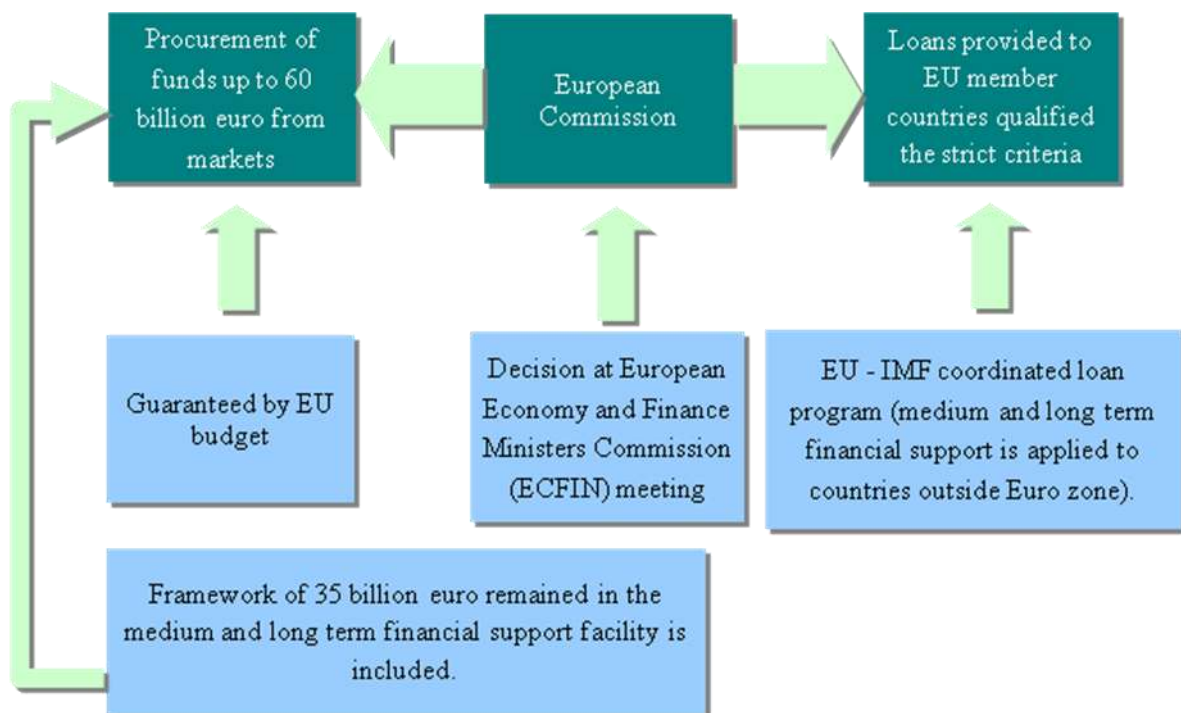 Procurement of
funds up to 60
billion euro from
markets
European
Commission
Loans provided to
EU member
countries qualified
the strict criteria
Guaranteed by EU
budget
Decision at European
Economy and Finance
Ministers Commission
(ECFIN) meeting
EU - IMF coordinated loan
program (medium and long term
financial support is applied to
countries outside Euro zone).
Framework of 35 billion euro remained in the
medium and long term financial support facility is
included.